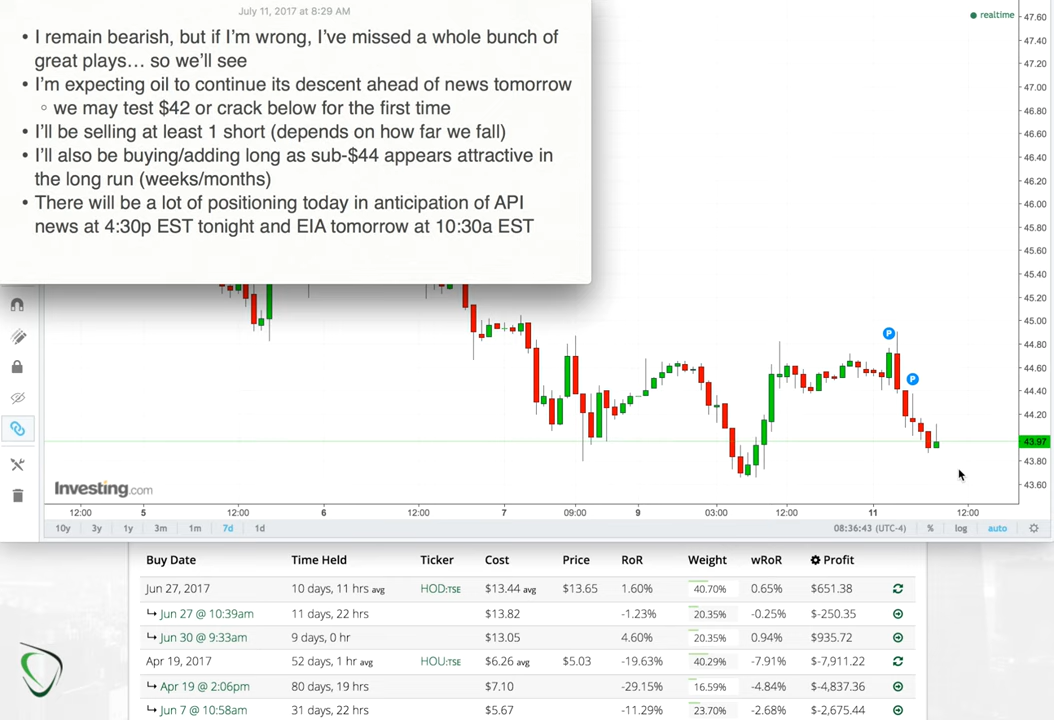 July 11, 2017 at 8:29 AM
• I remain bearish, but if I'm wrong, I've missed a whole bunch of
great plays... so we'll see
• I'm expecting oil to continue its descent ahead of news tomorrow
◦ we may test $42 or crack below for the first time
• I'll be selling at least 1 short (depends on how far we fall)
• I'll also be buying/adding long as sub-$44 appears attractive in
the long run (weeks/months)
• There will be a lot of positioning today in anticipation of API
news at 4:30p EST tonight and EIA tomorrow at 10:30a EST
realtime
47.60
47.40
47.20
47.00
46.80
46.60
46.40
46.20
46.00
45.80
45.60
45.40
45.20
45.00
44.80
44.60
44.40
44.20
43.97
43.80
43.60
P
P
Investing.com
12:00 5 12:00 6 12:00 7 09:00 9 03:00 12:00 11 12:00
10y 3y 1y 3m 1m 7d 1d 08:36:43 (UTC-4) % log auto
Buy Date Time Held Ticker Cost Price RoR Weight wRoR Profit
Jun 27, 2017 10 days, 11 hrs avg HOD:TSE $13.44 avg $13.65 1.60% 40.70% 0.65% $651.38
Jun 27 @ 10:39am 11 days, 22 hrs $13.82 -1.23% 20.35% -0.25% $-250.35
Jun 30 @ 9:33am 9 days, 0 hr $13.05 4.60% 20.35% 0.94% $935.72
Apr 19, 2017 52 days, 1 hr avg HOU:TSE $6.26 avg $5.03 -19.63% 40.29% -7.91% $-7,911.22
Apr 19 @ 2:06pm 80 days, 19 hrs $7.10 -29.15% 16.59% -4.84% $-4,837.36
Jun 7 @ 10:58am 31 days, 22 hrs $5.67 -11.29% 23.70% -2.68% $-2,675.44